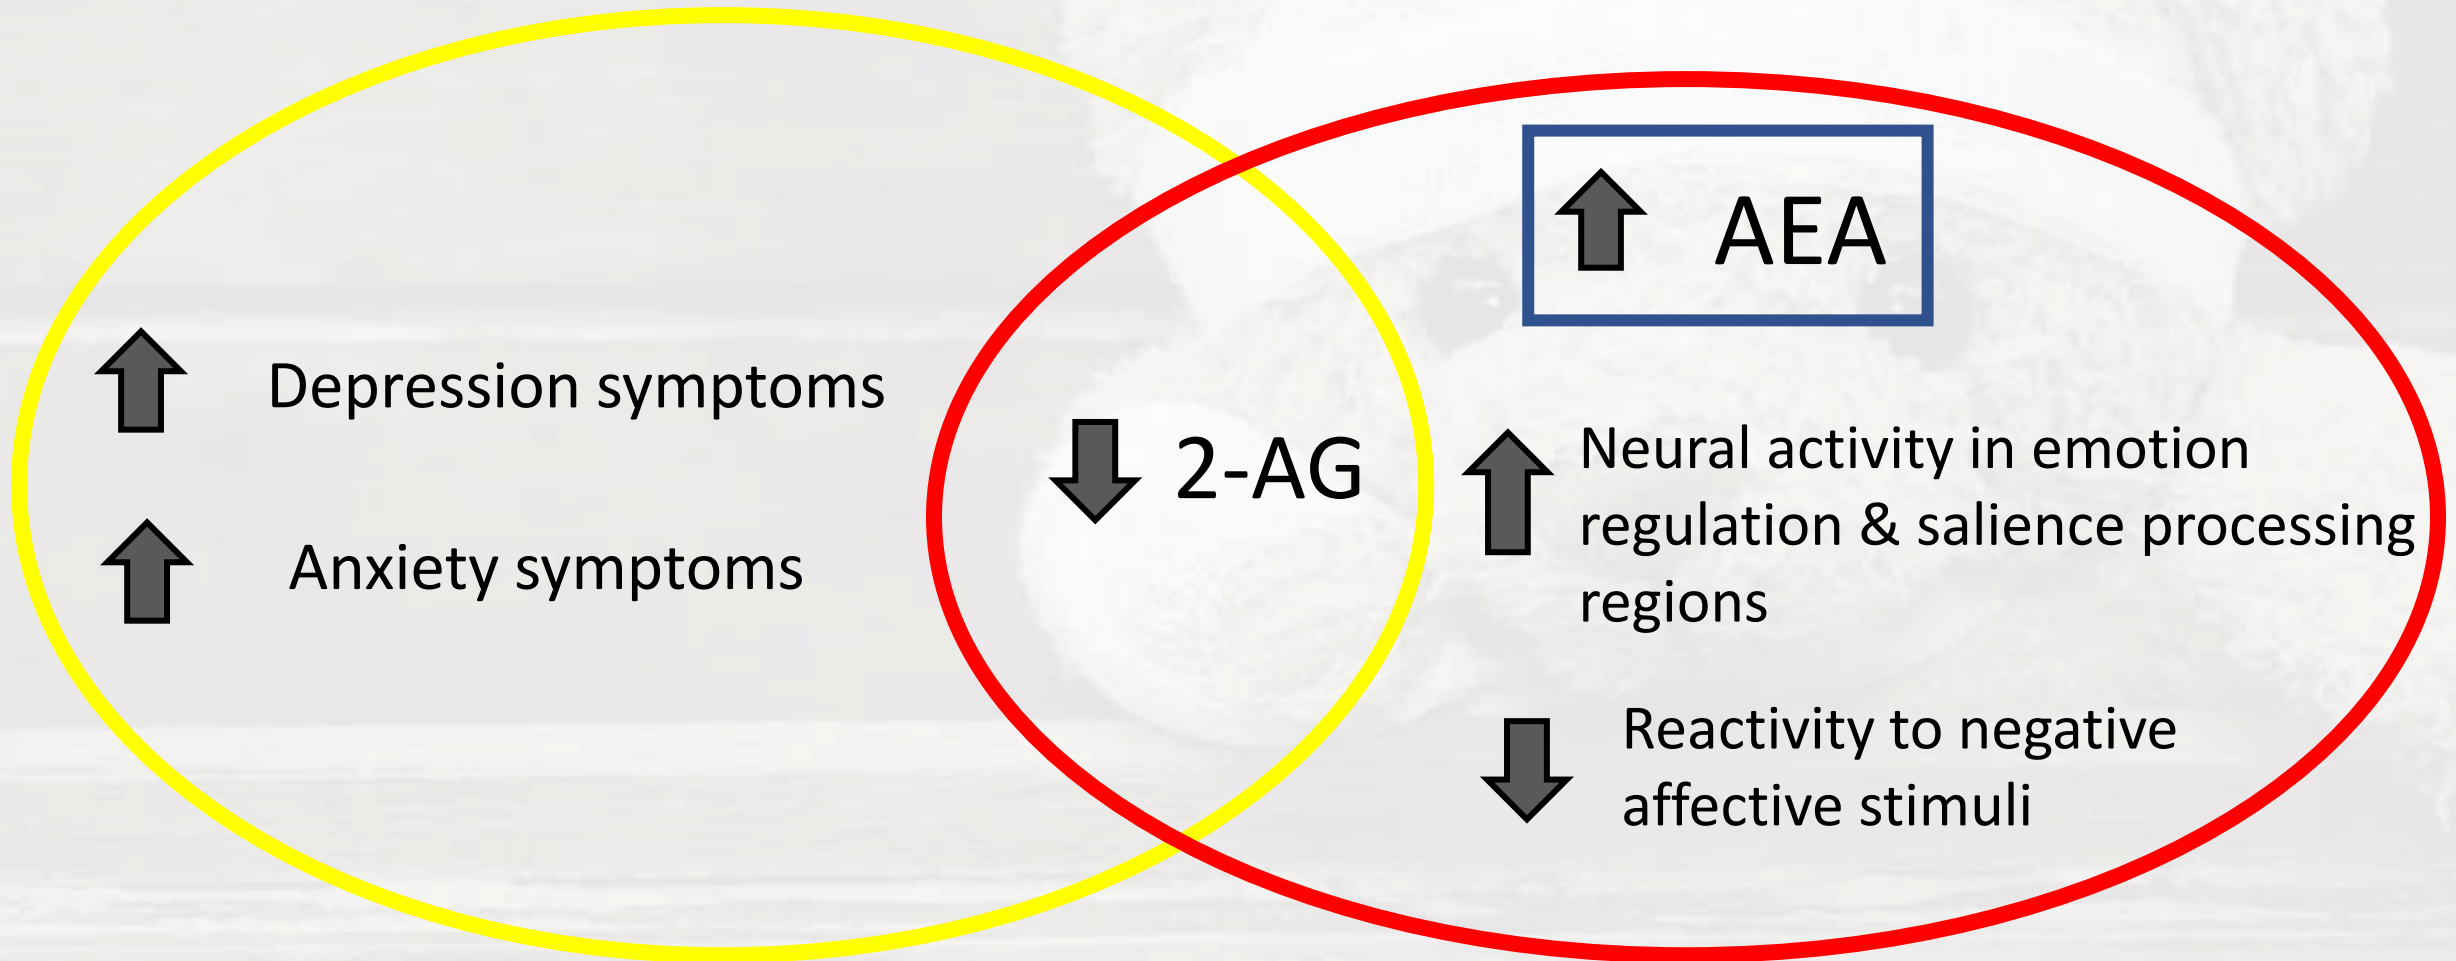 Depression symptoms
Anxiety symptoms
2-AG
AEA
Neural activity in emotion
regulation & salience processing
regions
Reactivity to negative
affective stimuli